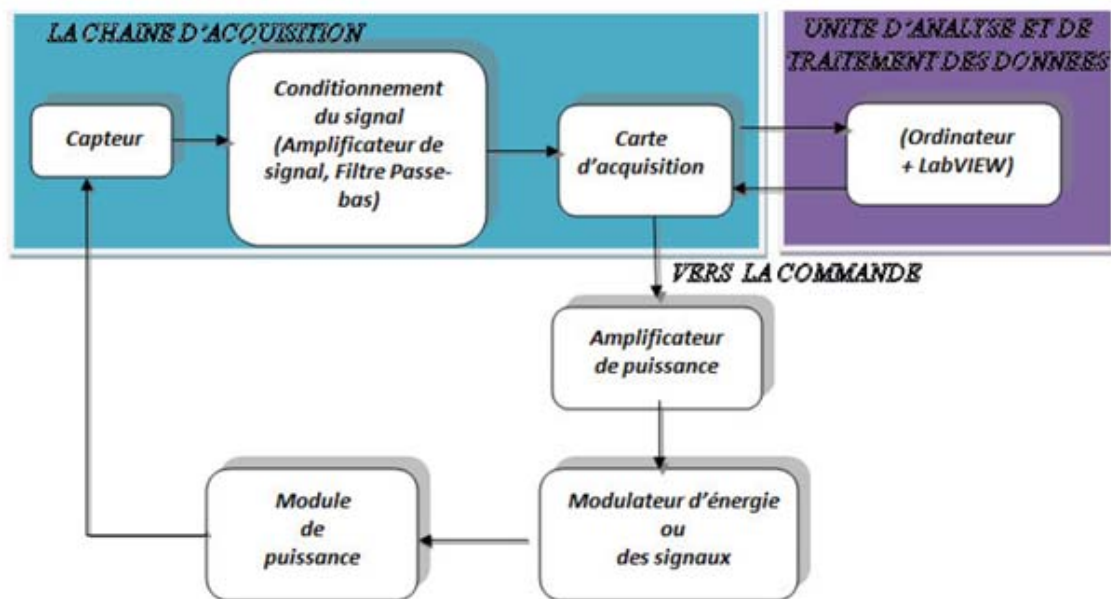 LA CHAINE D'ACQUISITION
UNITE D'ANALYSE ET DE
TRAITEMENT DES DONNEES
Capteur
Conditionnement
du signal
(Amplificateur de
signal, Filtre Passe-
bas)
Carte
d'acquisition
(Ordinateur
+ LabVIEW)
VERS LA COMMANDE
Amplificateur
de puissance
Modulateur d'énergie
ou
des signaux
Module
de
puissance